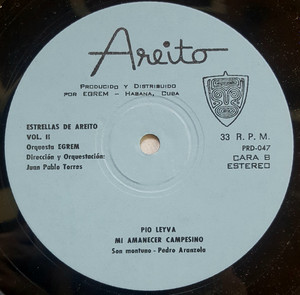 Areito
PRODUCIDO Y DISTRIBUIDO
POR EGREM - HABANA, CUBA
ESTRELLAS DE AREITO
VOL. II
Orquesta EGREM
Dirección y Orquestación:
Juan Pablo Torres
33 R. P. M.
PRD-047
CARA B
ESTEREO
PIO LEYVA
MI AMANECER CAMPESINO
Son montuno - Pedro Aranzola